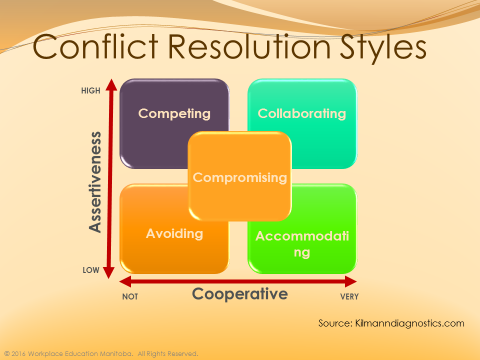 Conflict Resolution Styles
HIGH
Competing
Collaborating
Assertiveness
Compromising
Avoiding
Accommodati
ng
LOW
NOT
Cooperative
VERY
Source: Kilmanndiagnostics.com
© 2016 Workplace Education Manitoba. All Rights Reserved.